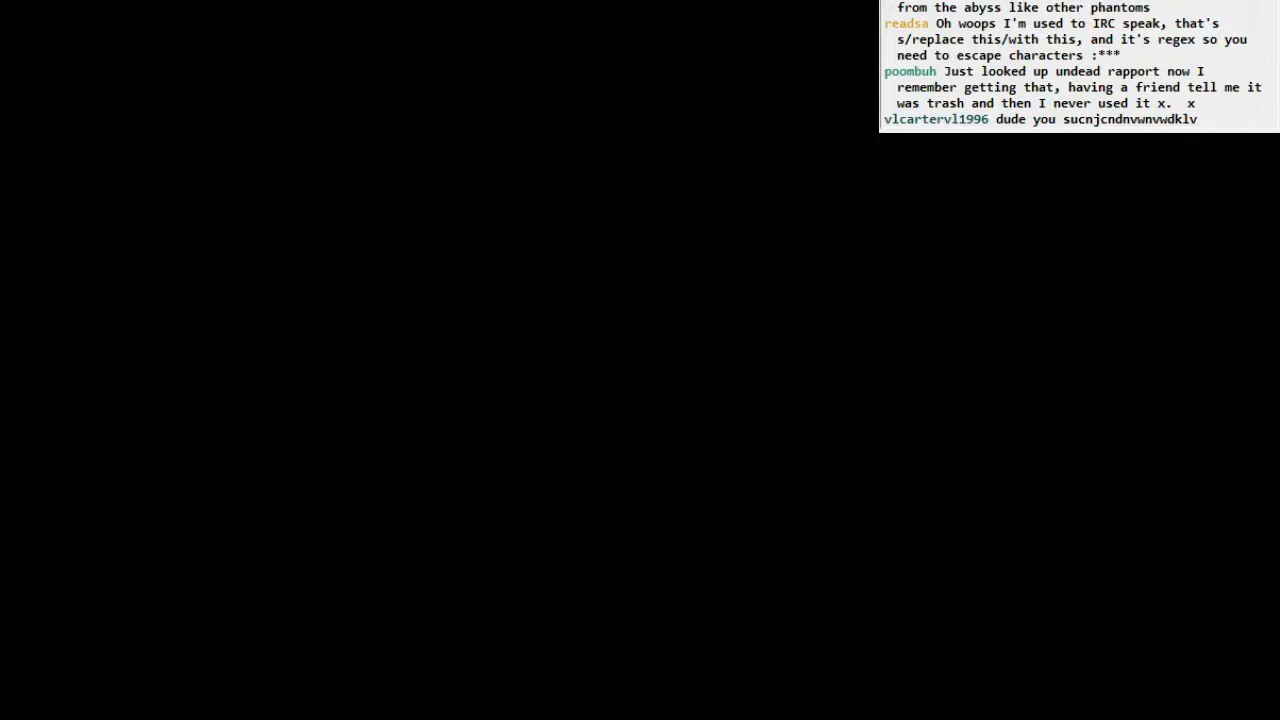 from the abyss like other phantoms
readsa Oh woops I'm used to IRC speak, that's
s/replace this/with this, and it's regex so you
need to escape characters :***
poombuh Just looked up undead rapport now I
remember getting that, having a friend tell me it
was trash and then I never used it x.  x
vlcartervl1996 dude you sucnjcndnvwnvwdklv